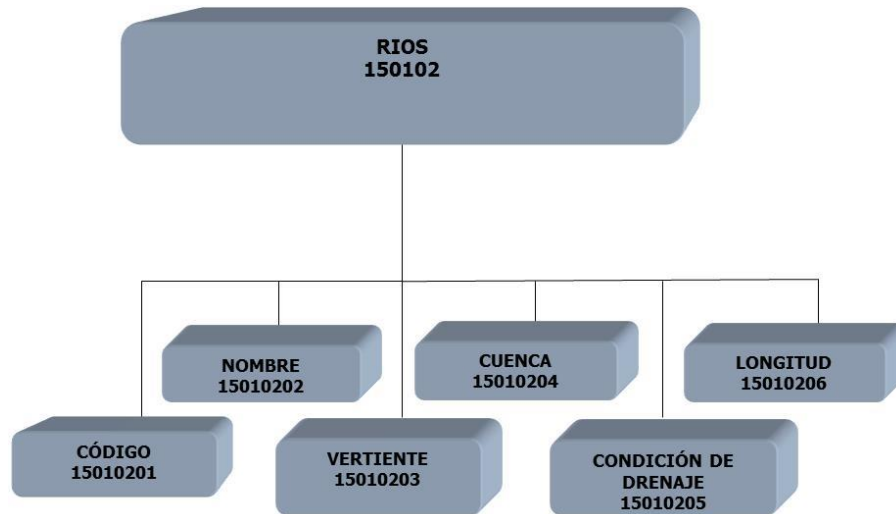 RIOS
150102
NOMBRE
15010202
CUENCA
15010204
LONGITUD
15010206
CÓDIGO
15010201
VERTIENTE
15010203
CONDICIÓN DE
DRENAJE
15010205